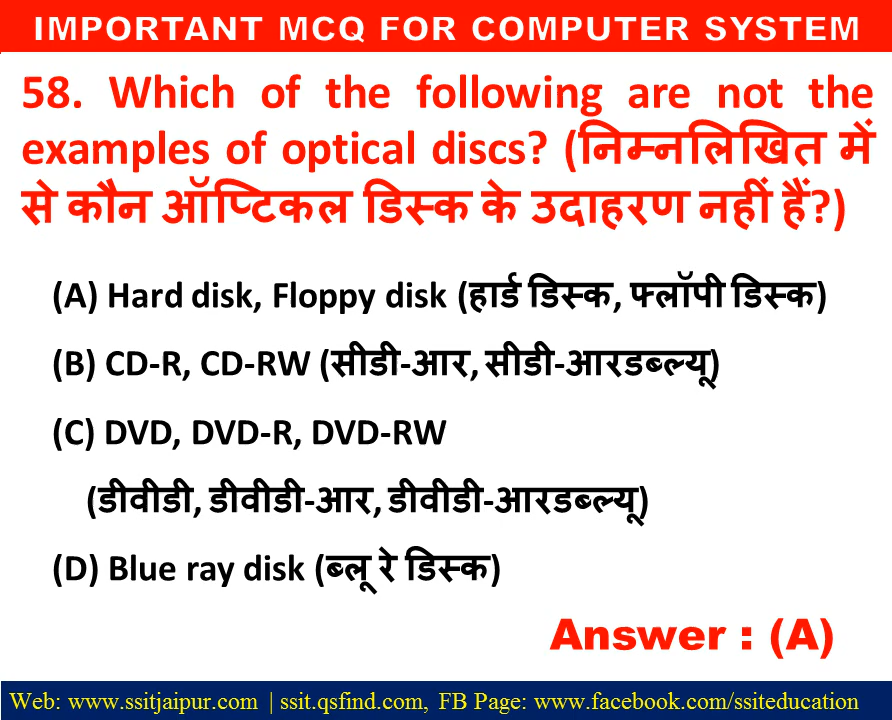 IMPORTANT MCQ FOR COMPUTER SYSTEM
58. Which of the following are not the
examples of optical discs? (निम्नलिखित में
से कौन ऑप्टिकल डिस्क के उदाहरण नहीं हैं?)
(A) Hard disk, Floppy disk (हार्ड डिस्क, फ्लॉपी डिस्क)
(B) CD-R, CD-RW (सीडी-आर, सीडी-आरडब्ल्यू)
(C) DVD, DVD-R, DVD-RW
(डीवीडी, डीवीडी-आर, डीवीडी-आरडब्ल्यू)
(D) Blue ray disk (ब्लू रे डिस्क)
Answer : (A)
Web: www.ssitjaipur.com | ssit.qsfind.com, FB Page: www.facebook.com/ssiteducation